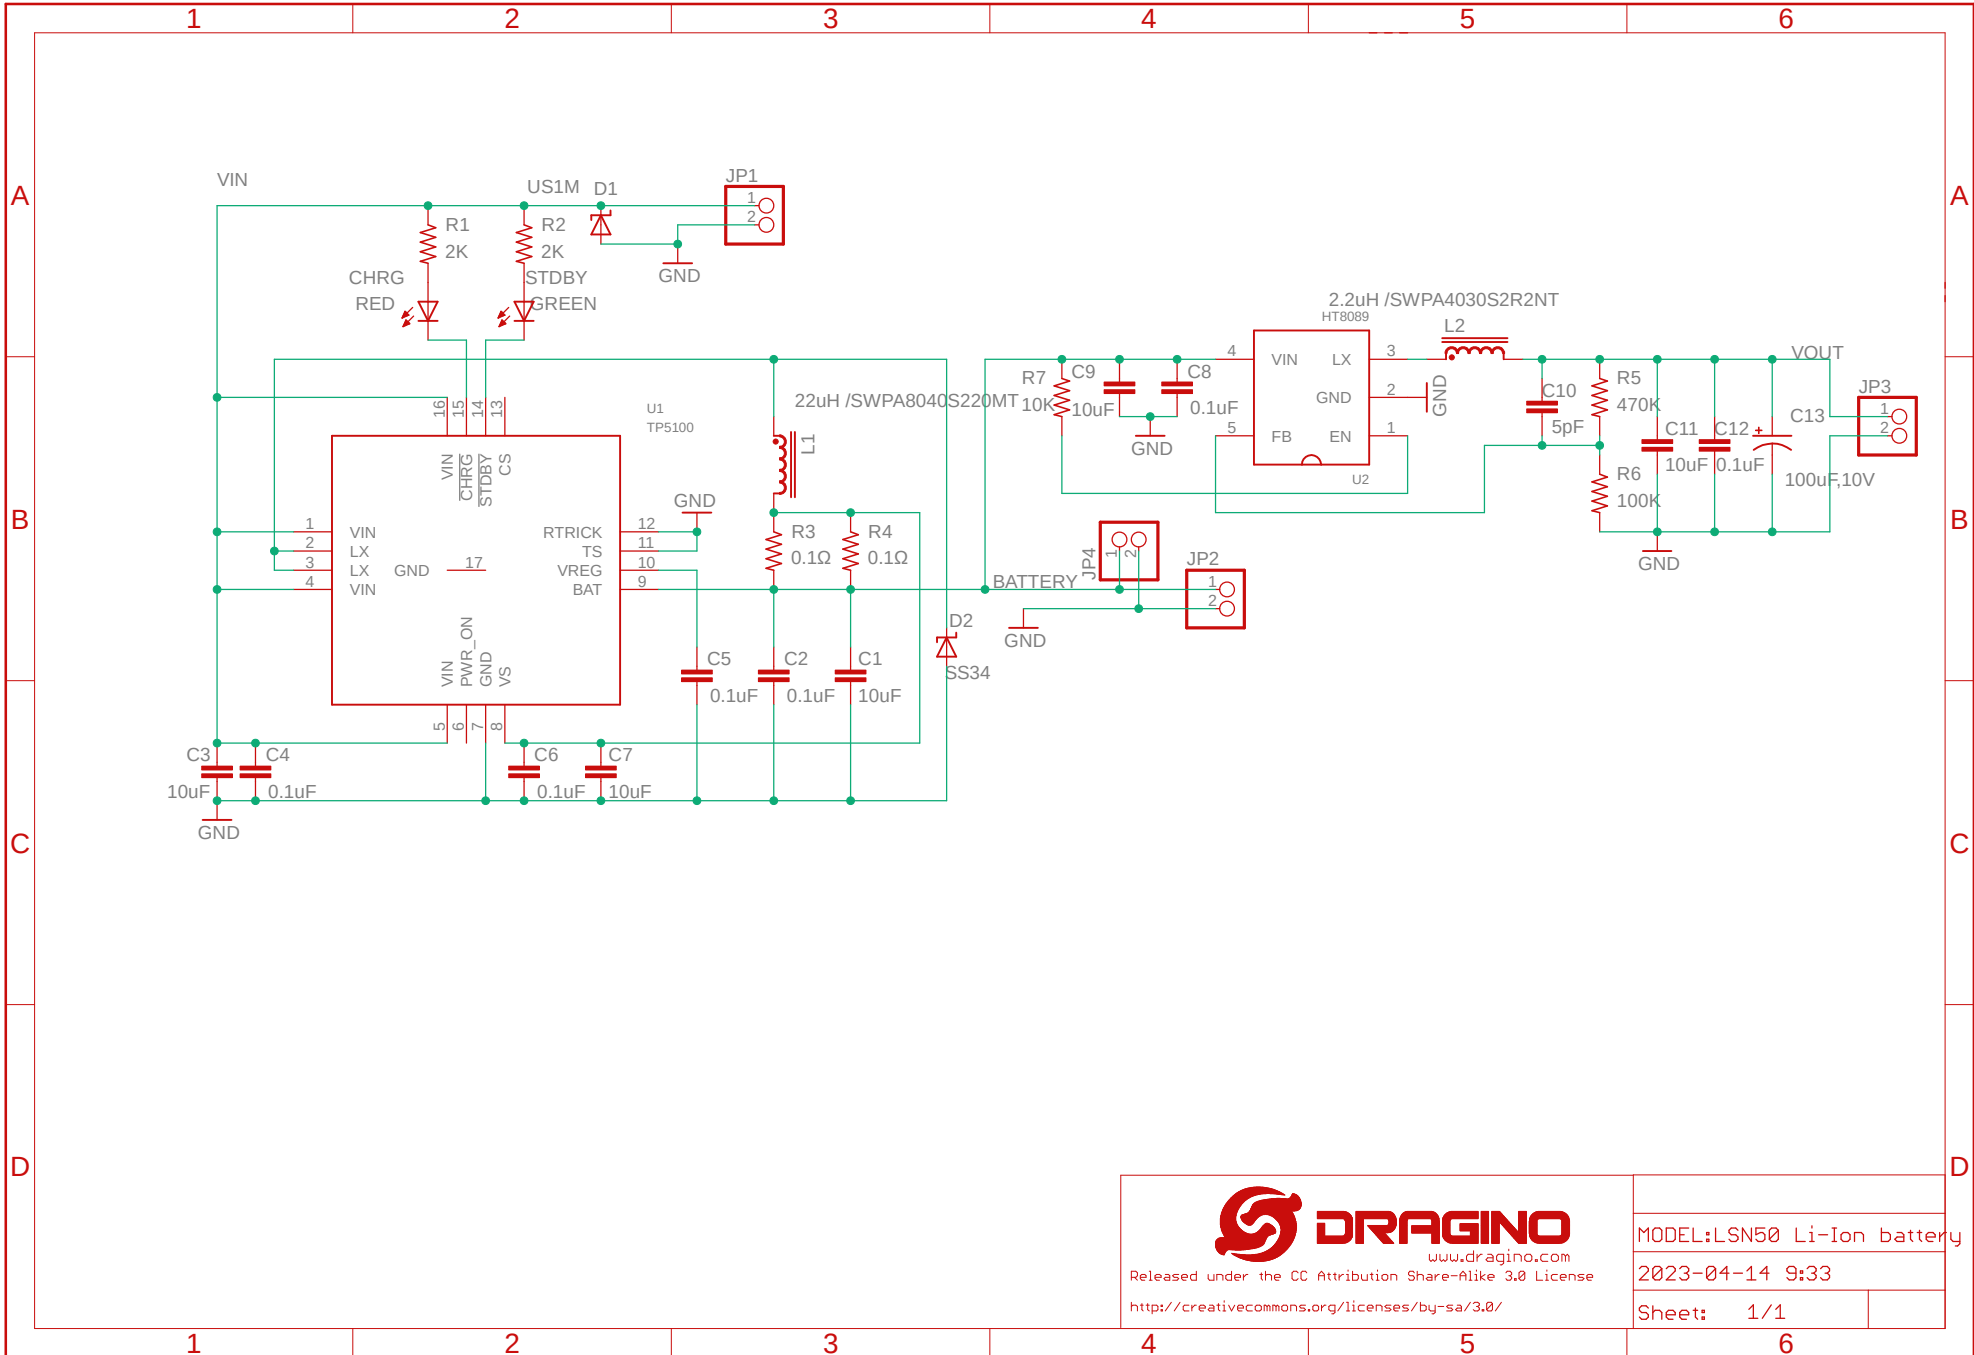 1 2 3 4 5 6
A A
VIN
US1M D1
JP1
1
2
R1
2K
R2
2K
GND
CHRG
RED
STDBY
GREEN
2.2uH /SWPA4030S2R2NT
HT8089
L2
4 VIN LX 3
GND 2
5 FB EN 1
GND
U2
VOUT
R7
10K
C9
10uF
C8
0.1uF
GND
C10
5pF
R5
470K
R6
100K
C11
10uF
C12
0.1uF
+
C13
100uF,10V
JP3
1
2
GND
22uH /SWPA8040S220MT
L1
U1
TP5100
16 15 14 13
VIN
CHRG
STDBY
CS
B B
GND
1 VIN RTRICK 12
2 LX TS 11
3 LX GND 17 VREG 10
4 VIN BAT 9
VIN
PWR_ON
GND
VS
5 6 7 8
R3
0.1Ω
R4
0.1Ω
JP4
1 2
BATTERY
JP2
1
2
GND
D2
SS34
C5
0.1uF
C2
0.1uF
C1
10uF
C3
10uF
C4
0.1uF
C6
0.1uF
C7
10uF
GND
C C
D D
DRAGINO
www.dragino.com
Released under the CC Attribution Share-Alike 3.0 License
http://creativecommons.org/licenses/by-sa/3.0/
MODEL:LSN50 Li-Ion battery
2023-04-14 9:33
Sheet: 1/1
1 2 3 4 5 6